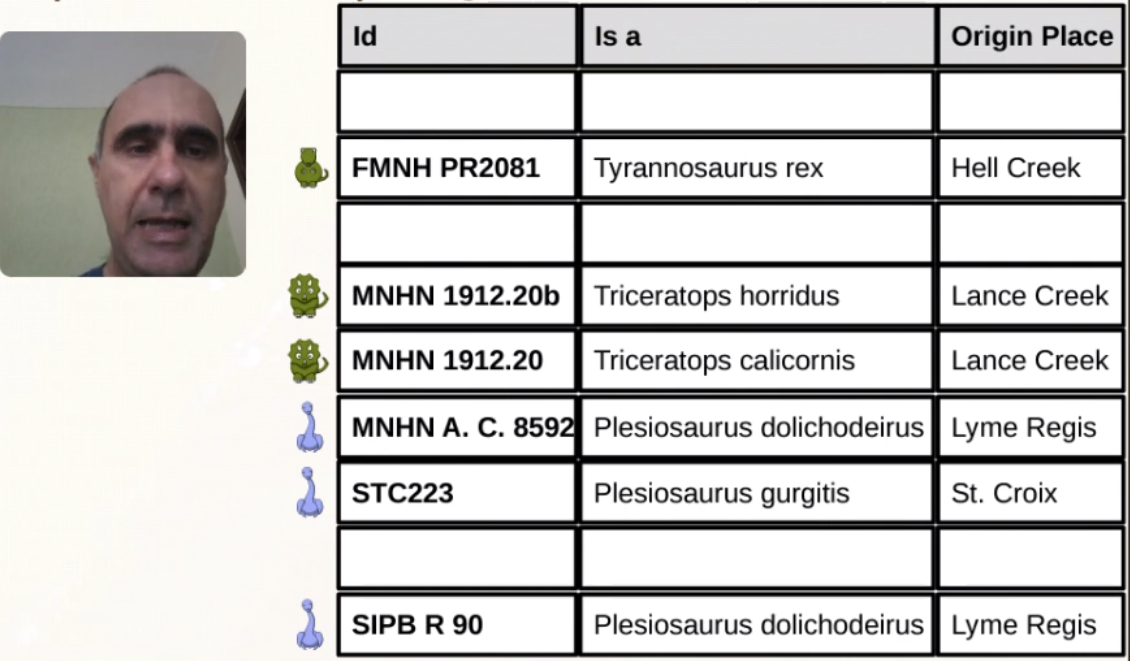 Id Is a Origin Place
FMNH PR2081 Tyrannosaurus rex Hell Creek
MNHN 1912.20b Triceratops horridus Lance Creek
MNHN 1912.20 Triceratops calicornis Lance Creek
MNHN A. C. 8592 Plesiosaurus dolichodeirus Lyme Regis
STC223 Plesiosaurus gurgitis St. Croix
SIPB R 90 Plesiosaurus dolichodeirus Lyme Regis